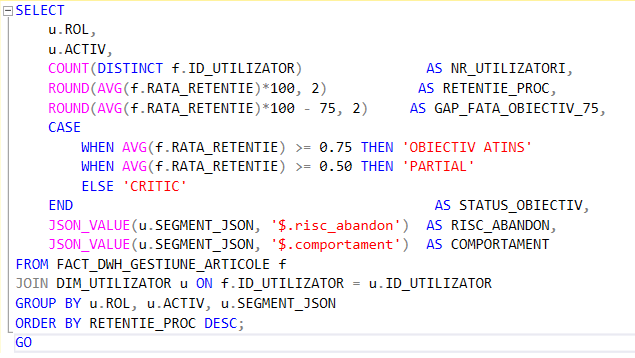 SELECT
    u.ROL,
    u.ACTIV,
    COUNT(DISTINCT f.ID_UTILIZATOR)                AS NR_UTILIZATORI,
    ROUND(AVG(f.RATA_RETENTIE)*100, 2)            AS RETENTIE_PROC,
    ROUND(AVG(f.RATA_RETENTIE)*100 - 75, 2)      AS GAP_FATA_OBIECTIV_75,
    CASE
        WHEN AVG(f.RATA_RETENTIE) >= 0.75 THEN 'OBIECTIV ATINS'
        WHEN AVG(f.RATA_RETENTIE) >= 0.50 THEN 'PARTIAL'
        ELSE 'CRITIC'
    END                                             AS STATUS_OBIECTIV,
    JSON_VALUE(u.SEGMENT_JSON, '$.risc_abandon')  AS RISC_ABANDON,
    JSON_VALUE(u.SEGMENT_JSON, '$.comportament')  AS COMPORTAMENT
FROM FACT_DWH_GESTIUNE_ARTICOLE f
JOIN DIM_UTILIZATOR u ON f.ID_UTILIZATOR = u.ID_UTILIZATOR
GROUP BY u.ROL, u.ACTIV, u.SEGMENT_JSON
ORDER BY RETENTIE_PROC DESC;
GO